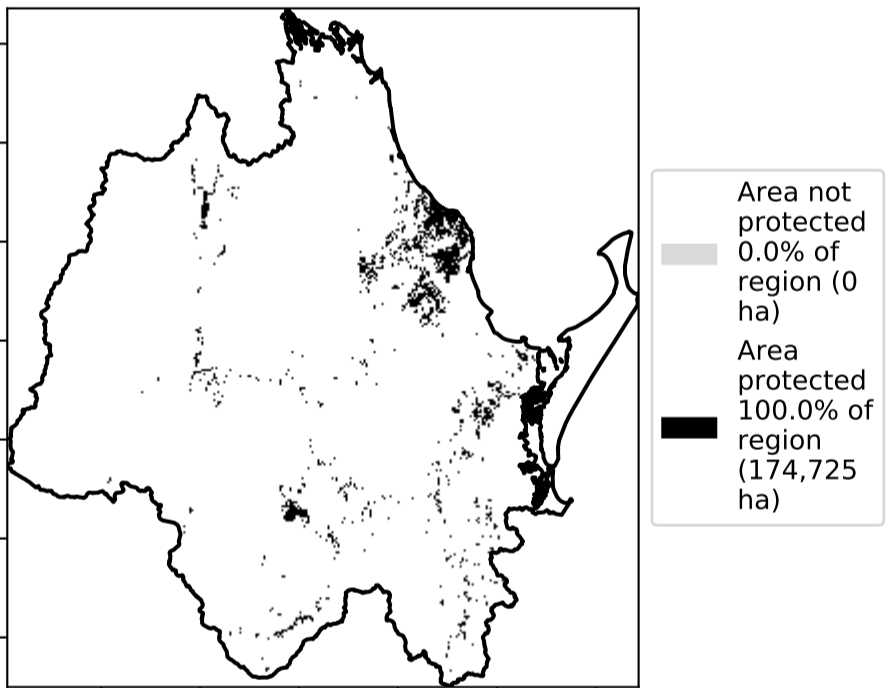 Area not
protected
0.0% of
region (0
ha)
Area
protected
100.0% of
region
(174,725
ha)